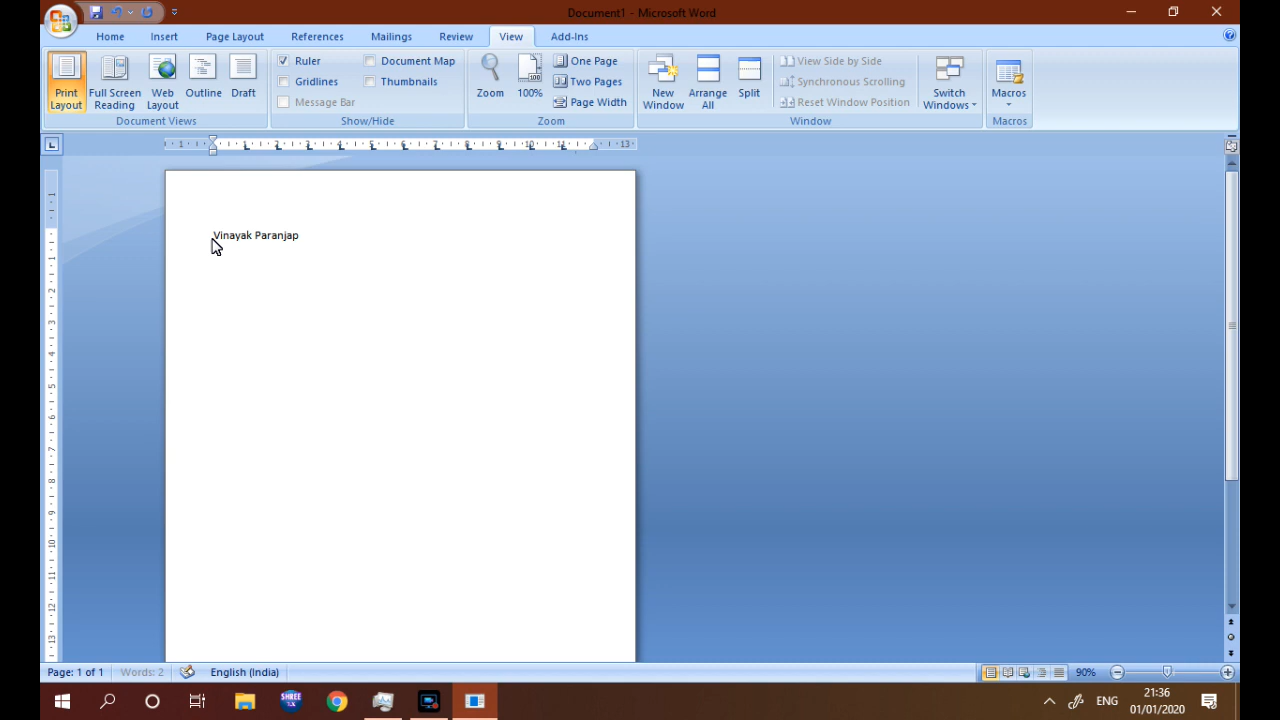 Document1 - Microsoft Word
Home Insert Page Layout References Mailings Review View Add-Ins
Print Layout
Full Screen Reading
Web Layout
Outline
Draft
Document Views
Ruler
Gridlines
Message Bar
Document Map
Thumbnails
Show/Hide
Zoom
100%
One Page
Two Pages
Page Width
Zoom
New Window
Arrange All
Split
View Side by Side
Synchronous Scrolling
Reset Window Position
Switch Windows
Window
Macros
Macros
Vinayak Paranjap
Page: 1 of 1 Words: 2 English (India) 90%
SHREE
ENG
21:36
01/01/2020